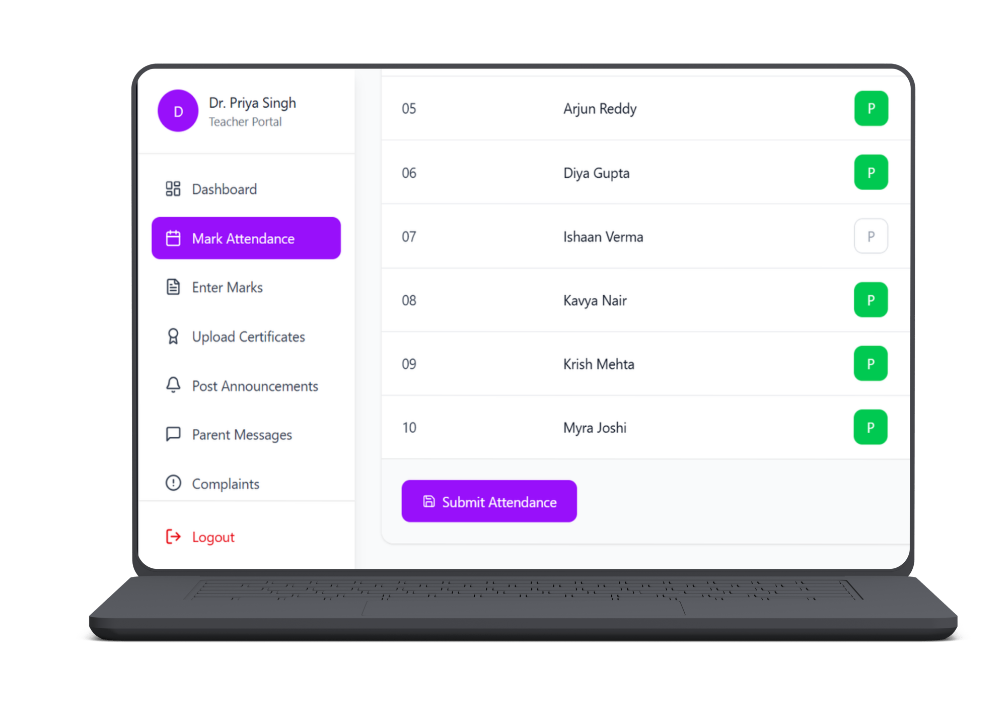 D
Dr. Priya Singh
Teacher Portal
Dashboard
Mark Attendance
Enter Marks
Upload Certificates
Post Announcements
Parent Messages
Complaints
Logout
05 Arjun Reddy P
06 Diya Gupta P
07 Ishaan Verma P
08 Kavya Nair P
09 Krish Mehta P
10 Myra Joshi P
Submit Attendance